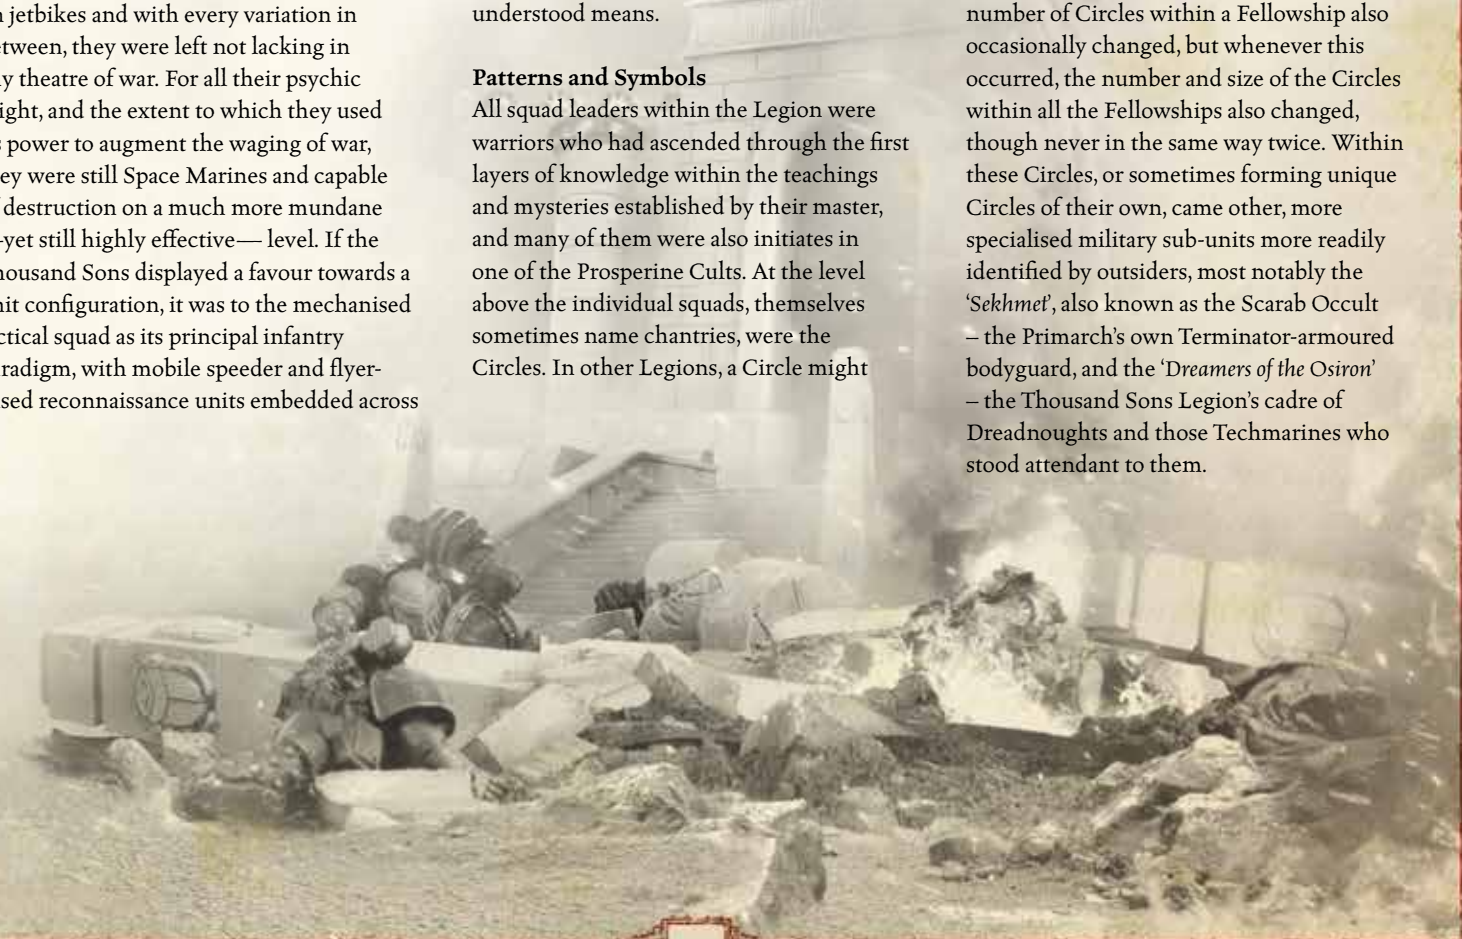 jetbikes and with every variation in
they were left not lacking in
theatre of war. For all their psychic
and the extent to which they used
power to augment the waging of war,
were still Space Marines and capable
destruction on a much more mundane
yet still highly effective— level. If the
Sons displayed a favour towards a
configuration, it was to the mechanised
squad as its principal infantry
with mobile speeder and flyer-
reconnaissance units embedded across
understood means.
Patterns and Symbols
All squad leaders within the Legion were
warriors who had ascended through the first
layers of knowledge within the teachings
and mysteries established by their master,
and many of them were also initiates in
one of the Prosperine Cults. At the level
above the individual squads, themselves
sometimes name chantries, were the
Circles. In other Legions, a Circle might
number of Circles within a Fellowship also
occasionally changed, but whenever this
occurred, the number and size of the Circles
within all the Fellowships also changed,
though never in the same way twice. Within
these Circles, or sometimes forming unique
Circles of their own, came other, more
specialised military sub-units more readily
identified by outsiders, most notably the
‘Sekhmet’, also known as the Scarab Occult
– the Primarch’s own Terminator-armoured
bodyguard, and the ‘Dreamers of the Osiron’
– the Thousand Sons Legion’s cadre of
Dreadnoughts and those Techmarines who
stood attendant to them.